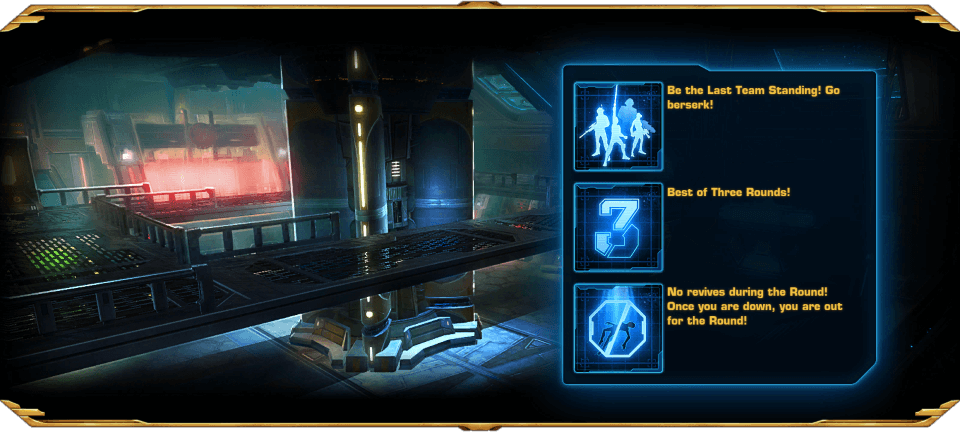 Be the Last Team Standing! Go
berserk!
3
Best of Three Rounds!
No revives during the Round!
Once you are down, you are out
for the Round!